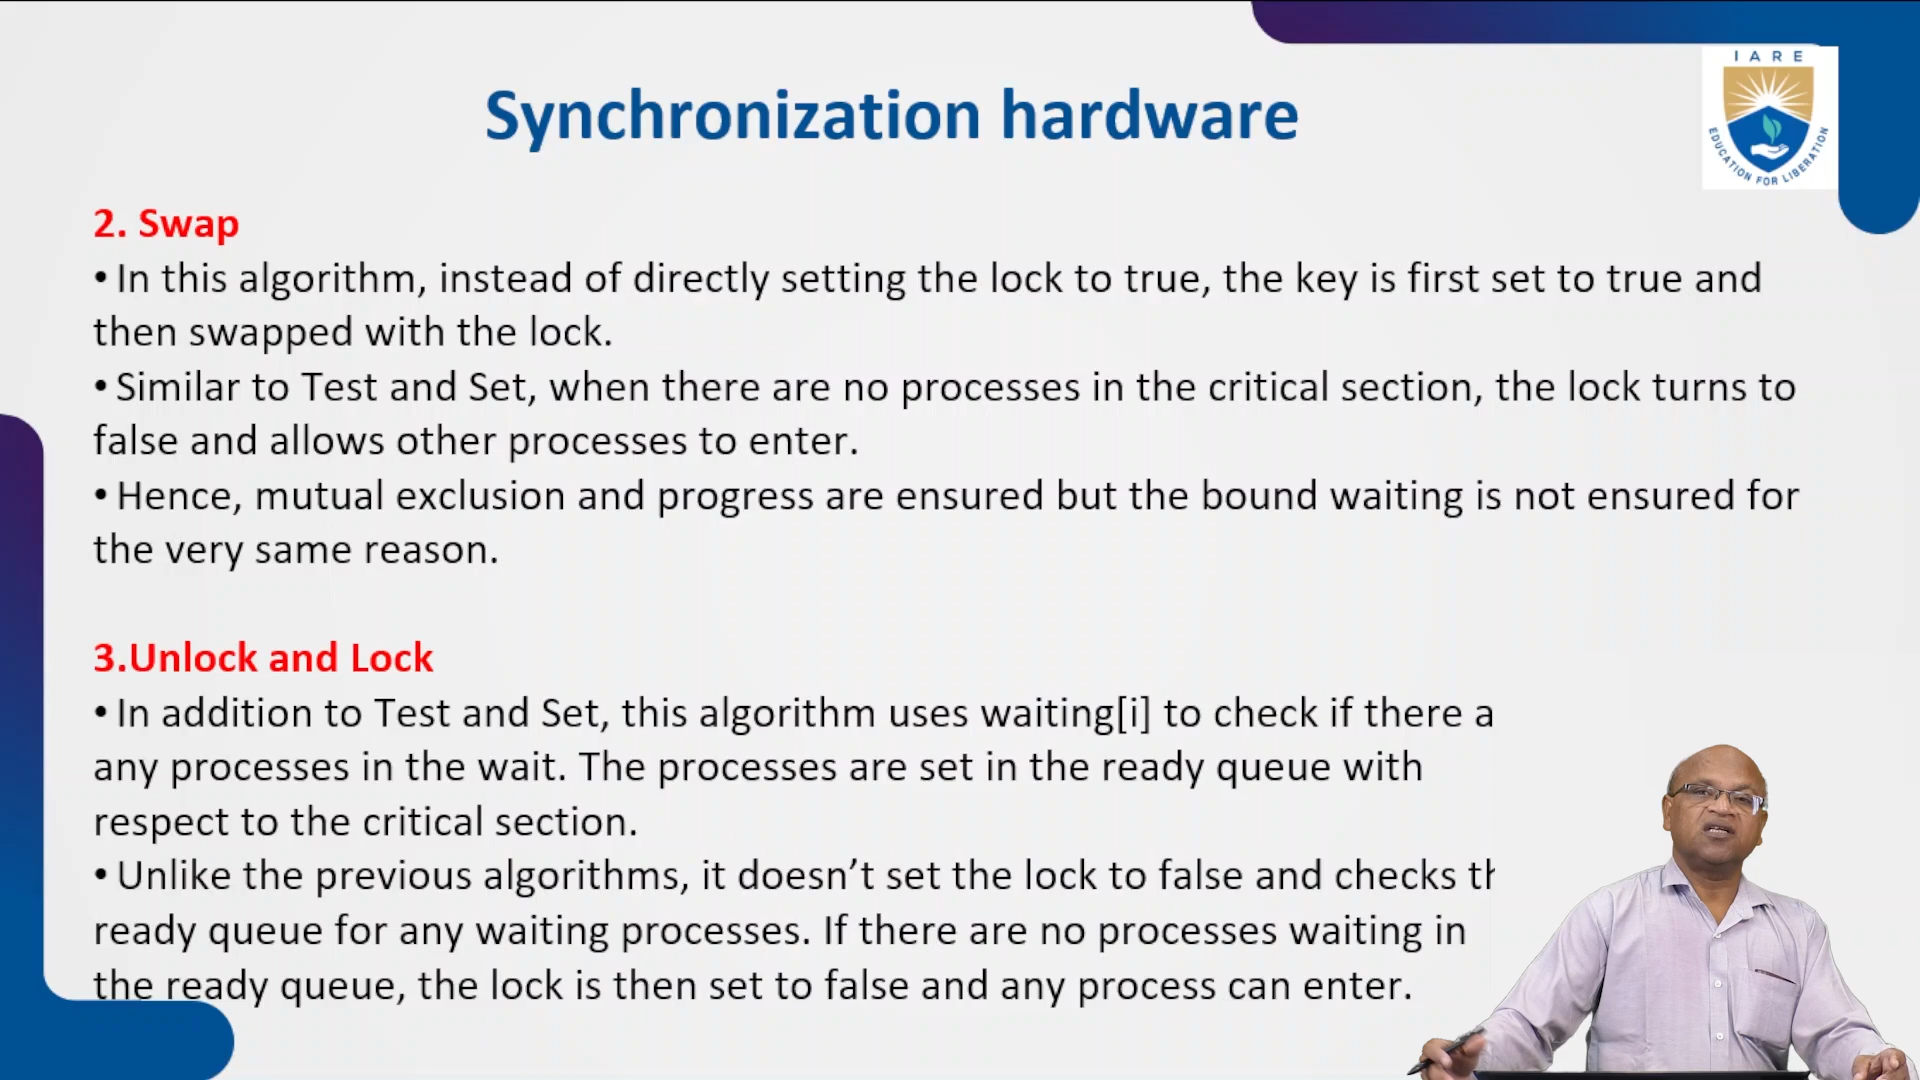 IARE
EDUCATION FOR LIBERATION
Synchronization hardware
2. Swap
• In this algorithm, instead of directly setting the lock to true, the key is first set to true and
then swapped with the lock.
• Similar to Test and Set, when there are no processes in the critical section, the lock turns to
false and allows other processes to enter.
• Hence, mutual exclusion and progress are ensured but the bound waiting is not ensured for
the very same reason.
3.Unlock and Lock
• In addition to Test and Set, this algorithm uses waiting[i] to check if there
any processes in the wait. The processes are set in the ready queue with
respect to the critical section.
• Unlike the previous algorithms, it doesn’t set the lock to false and checks
ready queue for any waiting processes. If there are no processes waiting in
the ready queue, the lock is then set to false and any process can enter.